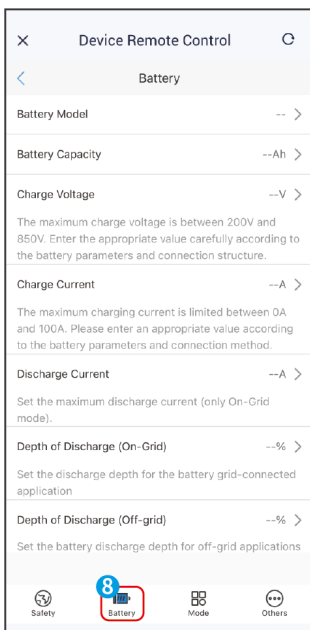 Device Remote Control
Battery
Battery Model -- >
Battery Capacity --Ah >
Charge Voltage --V >
The maximum charge voltage is between 200V and
850V. Enter the appropriate value carefully according to
the battery parameters and connection structure.
Charge Current --A >
The maximum charging current is limited between 0A
and 100A. Please enter an appropriate value according
to the battery parameters and connection method.
Discharge Current --A >
Set the maximum discharge current (only On-Grid
mode).
Depth of Discharge (On-Grid) --% >
Set the discharge depth for the battery grid-connected
application
Depth of Discharge (Off-grid) --% >
Set the battery discharge depth for off-grid applications
8
Safety Battery Mode Others